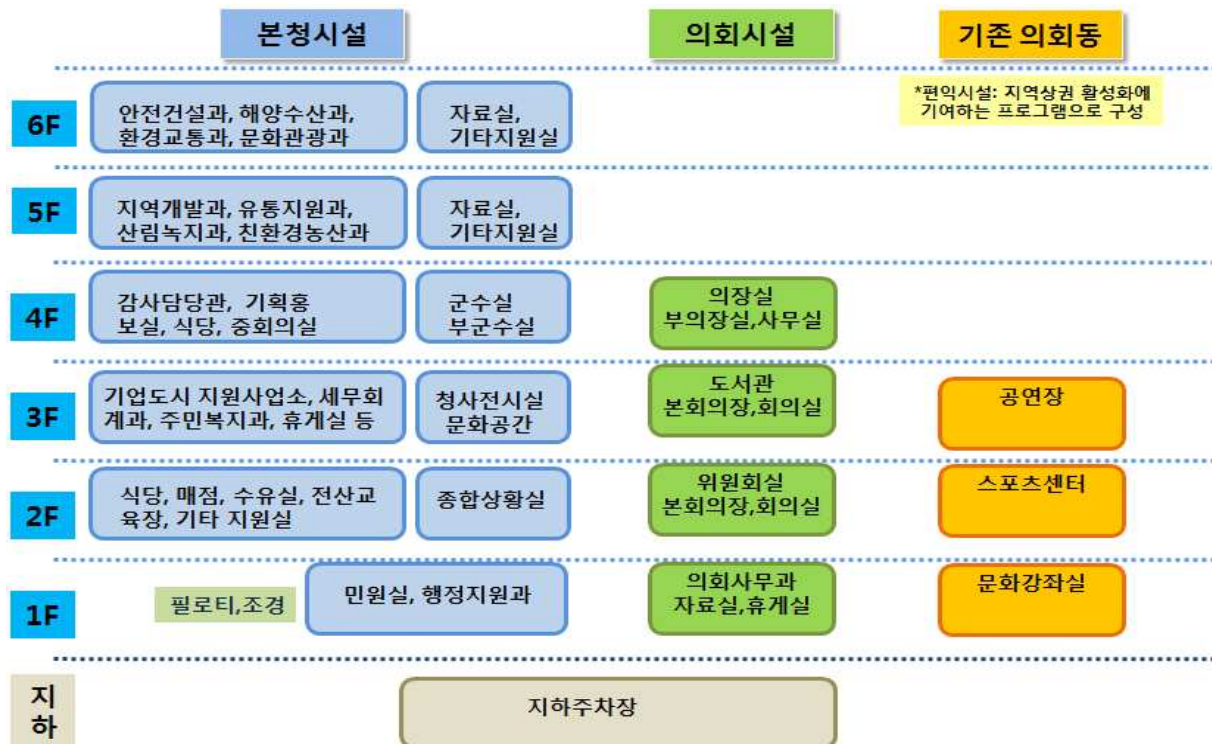 본청시설
의회시설
기존 의회동
*편익시설: 지역상권 활성화에
기여하는 프로그램으로 구성
6F
안전건설과, 해양수산과,
환경교통과, 문화관광과
자료실,
기타지원실
5F
지역개발과, 유통지원과,
산림녹지과, 친환경농산과
자료실,
기타지원실
4F
감사담당관, 기획홍
보실, 식당, 중회의실
군수실
부군수실
의장실
부의장실,사무실
3F
기업도시 지원사업소, 세무회
계과, 주민복지과, 휴게실 등
청사전시실
문화공간
도서관
본회의장,회의실
공연장
2F
식당, 매점, 수유실, 전산교
육장, 기타 지원실
종합상황실
위원회실
본회의장,회의실
스포츠센터
1F
필로티,조경
민원실, 행정지원과
의회사무과
자료실,휴게실
문화강좌실
지
하
지하주차장